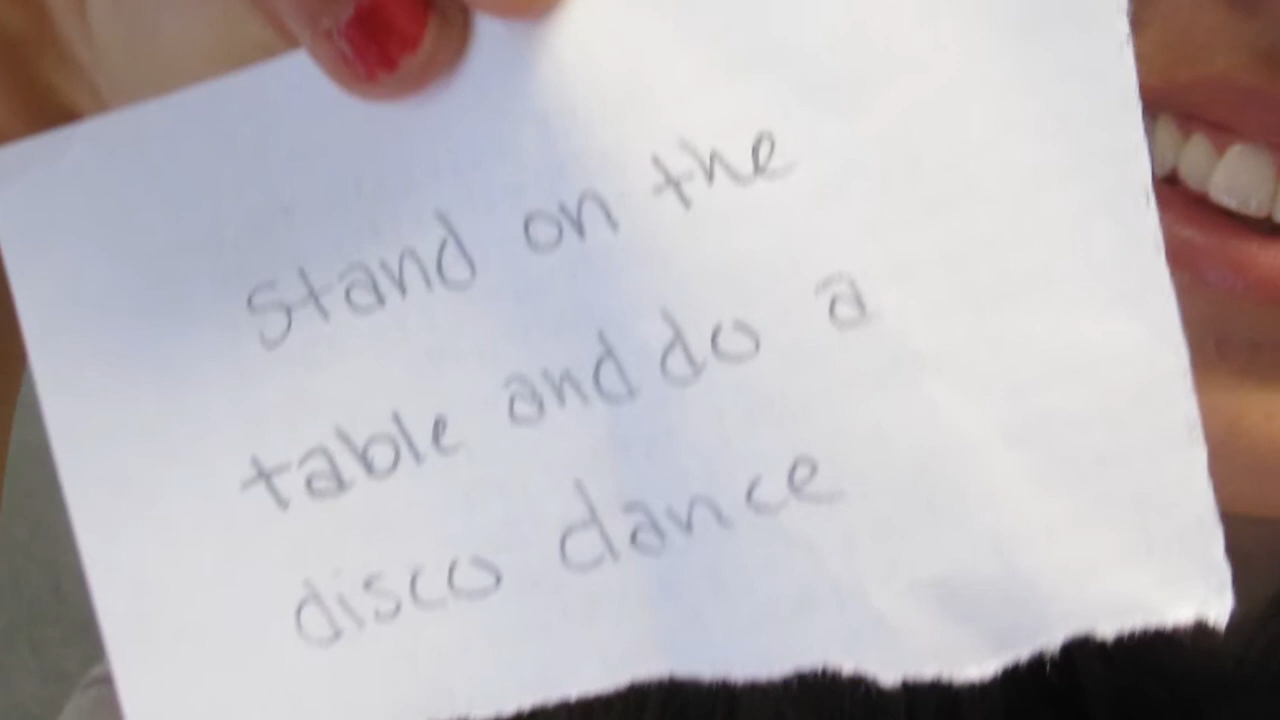 stand on the
table and do a
disco dance